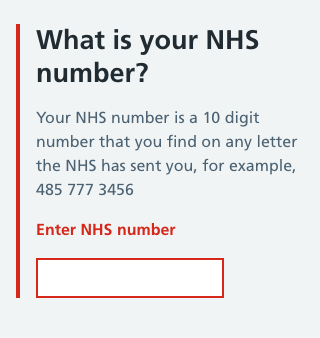 What is your NHS
number?
Your NHS number is a 10 digit
number that you find on any letter
the NHS has sent you, for example,
485 777 3456
Enter NHS number